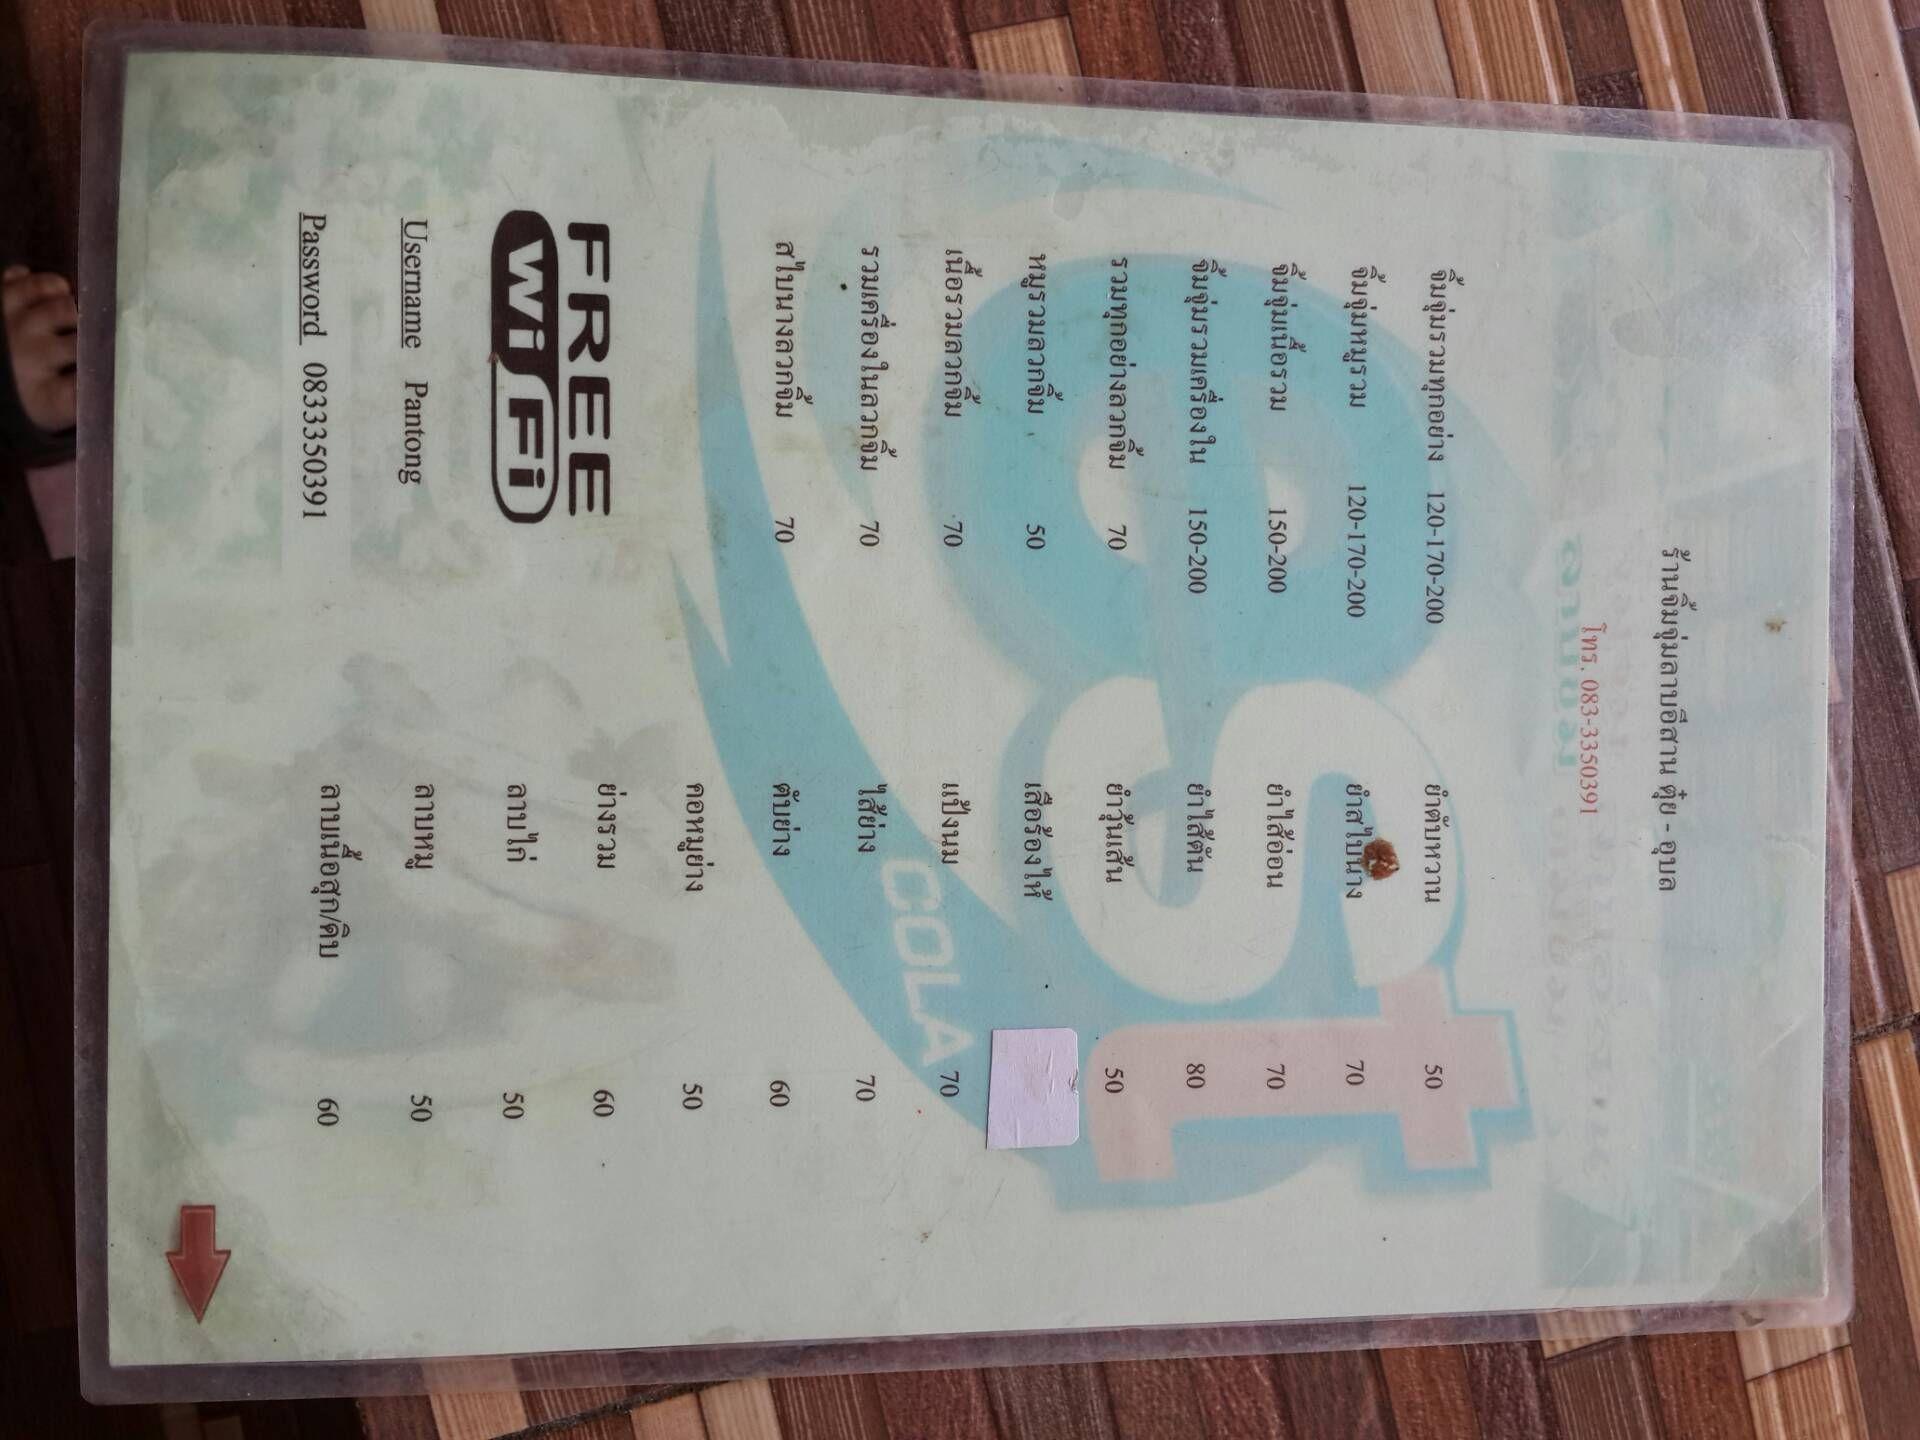 ร้านจิ้มจุ่มลาบอีสาน ตุ๋ย - อุบล
โทร. 083-3350391
จิ้มจุ่มรวมทุกอย่าง 120-170-200
จิ้มจุ่มหมูรวม 120-170-200
จิ้มจุ่มเนื้อรวม 150-200
จิ้มจุ่มรวมเครื่องใน 150-200
รวมทุกอย่างลวกจิ้ม 70
หมูรวมลวกจิ้ม 50
เนื้อรวมลวกจิ้ม 70
รวมเครื่องในลวกจิ้ม 70
สไบนางลวกจิ้ม 70
FREE
Wi Fi
Username Pantong
Password 0833350391
ยำตับหวาน 50
ยำสไบนาง 70
ยำไส้อ่อน 70
ยำไส้ตัน 80
ยำวุ้นเส้น 50
เสือร้องไห้
แป้งนม 70
ไส้ย่าง 70
ตับย่าง 60
คอหมูย่าง 50
ย่างรวม 60
ลาบไก่ 50
ลาบหมู 50
ลาบเนื้อสุก/ดิบ 60
est
COLA